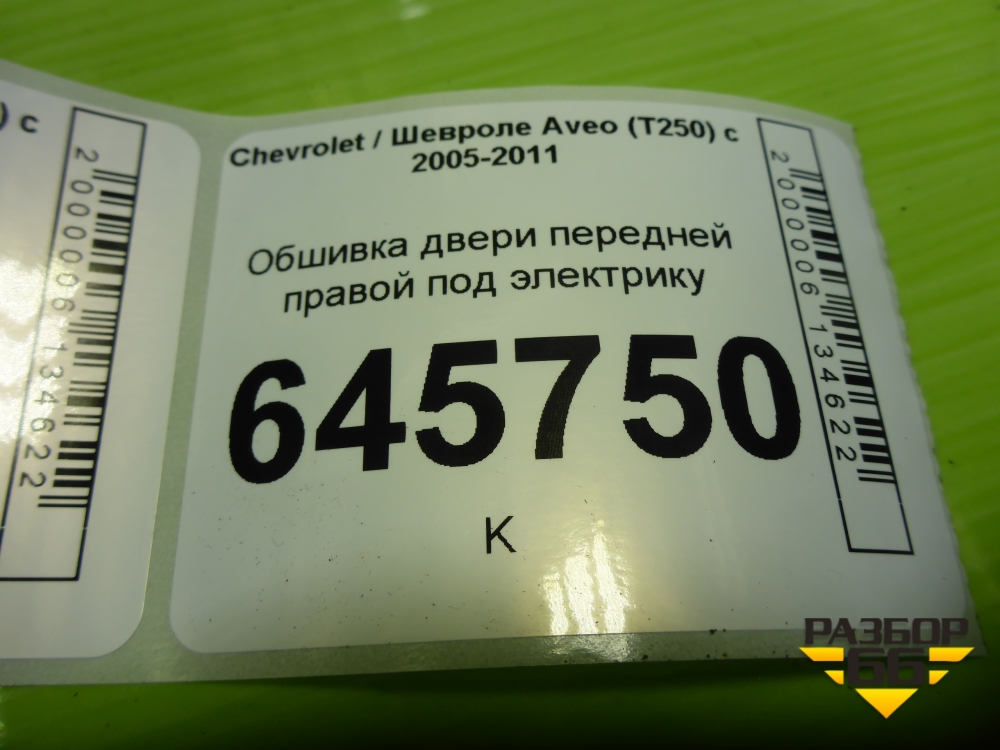 ) с
2000006134622
Chevrolet / Шевроле Aveo (T250) с
2005-2011
Обшивка двери передней
правой под электрику
645750
К
2000006134622
РАЗБОР
66